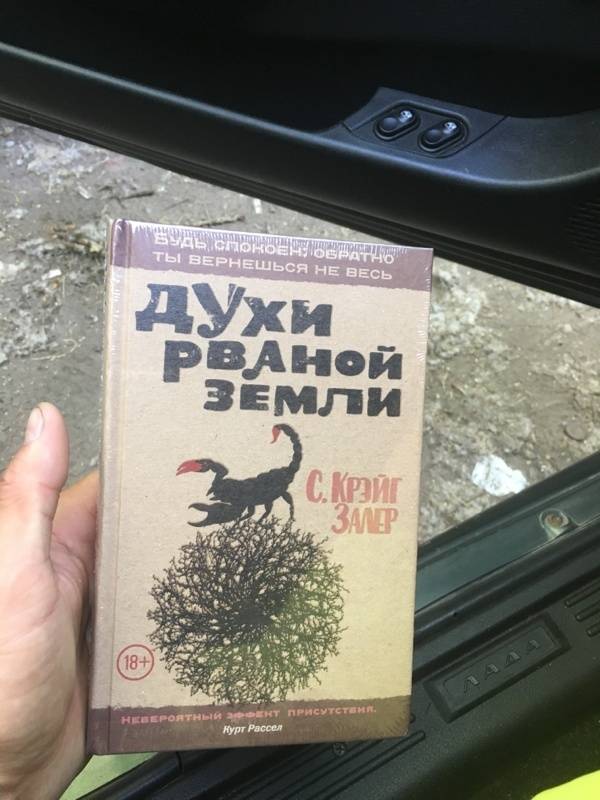 БУДЬ СПОКОЕН: ОБРАТНО
ТЫ ВЕРНЕШЬСЯ НЕ ВЕСЬ
ДУХИ
РВАНОЙ
ЗЕМЛИ
С. КРЭЙГ
ЗАЛЕР
18+
НЕВЕРОЯТНЫЙ ЭФФЕКТ ПРИСУТСТВИЯ.
Курт Рассел
ЛАДА